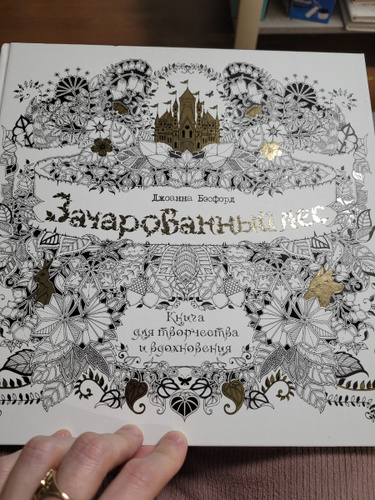 Джоанна Бэсфорд
Зачарованный лес
Книга
для творчества
и вдохновения